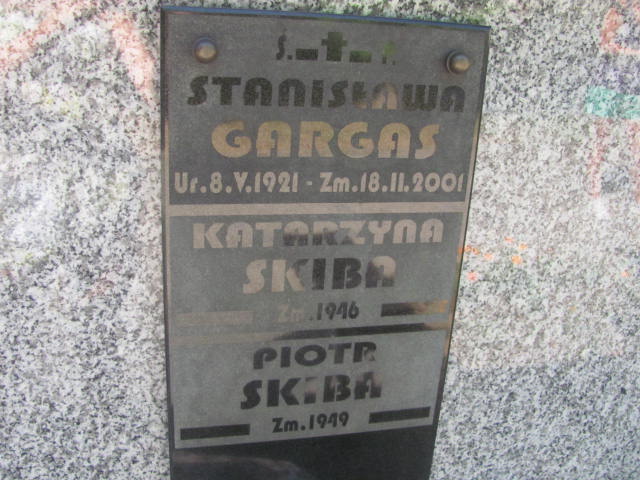 Ś. P.
STANISŁAWA
GARGAS
Ur.8.V.1921 - Zm.18.11.2001
KATARZYNA
SKIBA
Zm.1946
PIOTR
SKIBA
Zm.1949